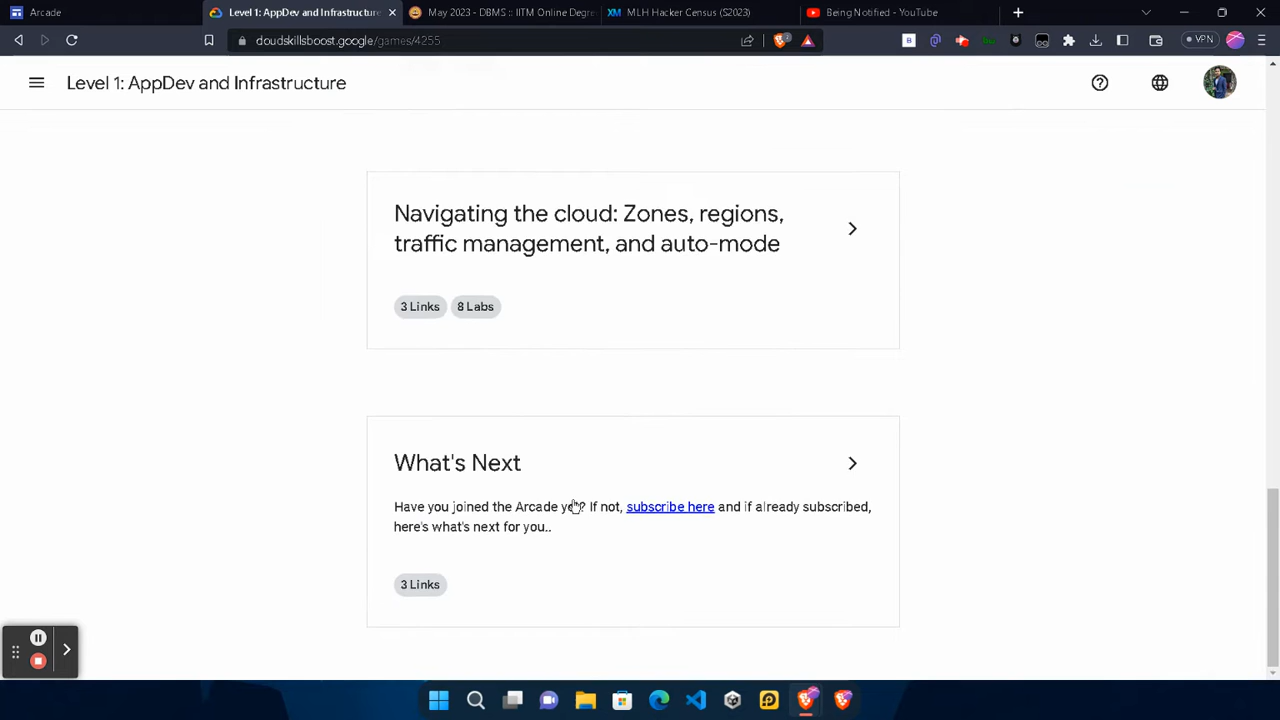 Arcade
Level 1: AppDev and Infrastructure
May 2023 - DBMS :: IITM Online Degre
MLH Hacker Census (S2023)
Being Notified - YouTube
cloudskillsboost.google/games/4255
VPN
Level 1: AppDev and Infrastructure
Navigating the cloud: Zones, regions,
traffic management, and auto-mode
3 Links 8 Labs
What's Next
Have you joined the Arcade yet? If not, subscribe here and if already subscribed,
here's what's next for you..
3 Links